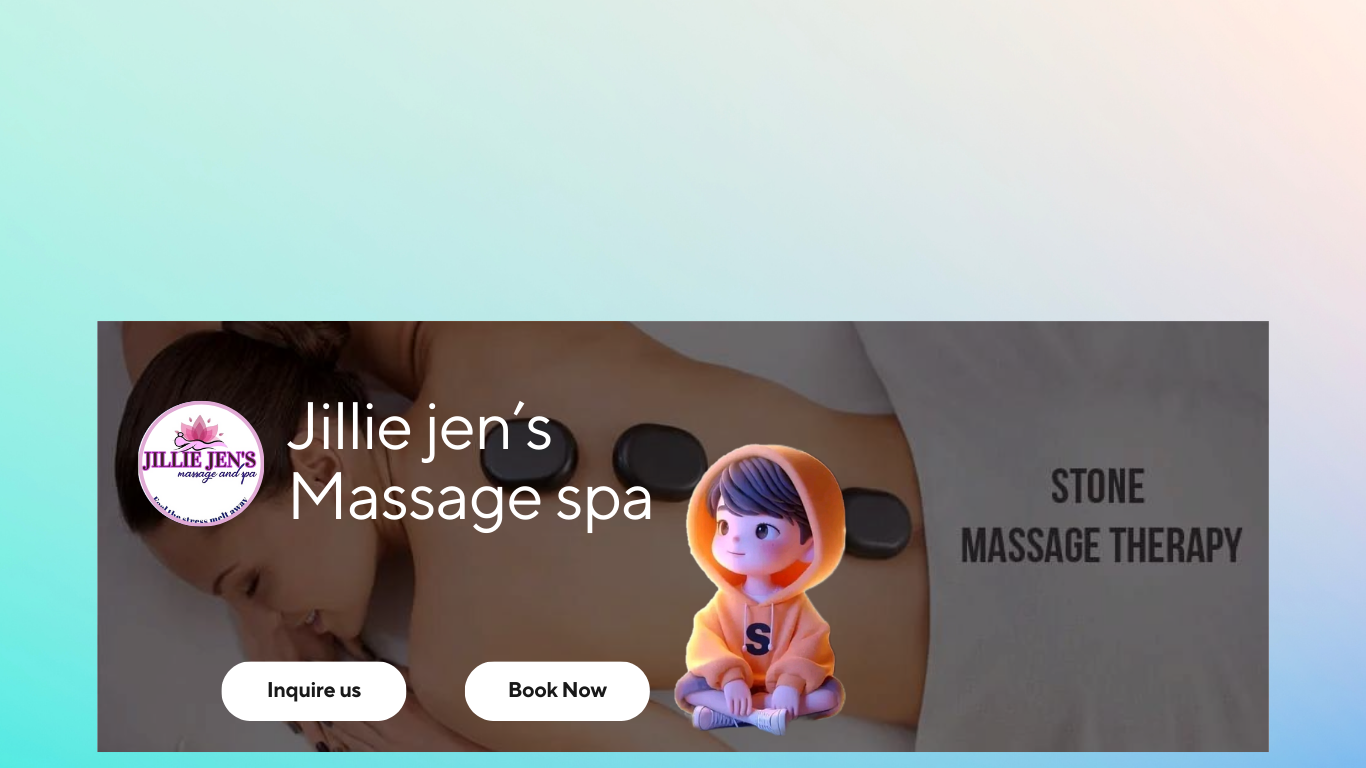 Jillie jen’s
Massage spa
JILLIE JEN'S
massage and spa
Feel the stress melt away
STONE
MASSAGE THERAPY
S
Inquire us
Book Now